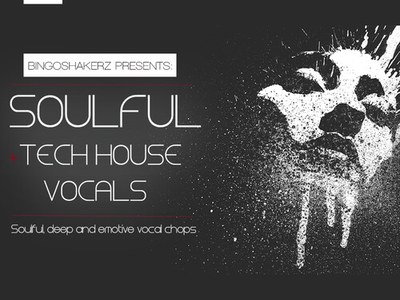 BINGOSHAKERZ PRESENTS:
SOULFUL
TECH HOUSE
VOCALS
Soulful, deep and emotive vocal chops